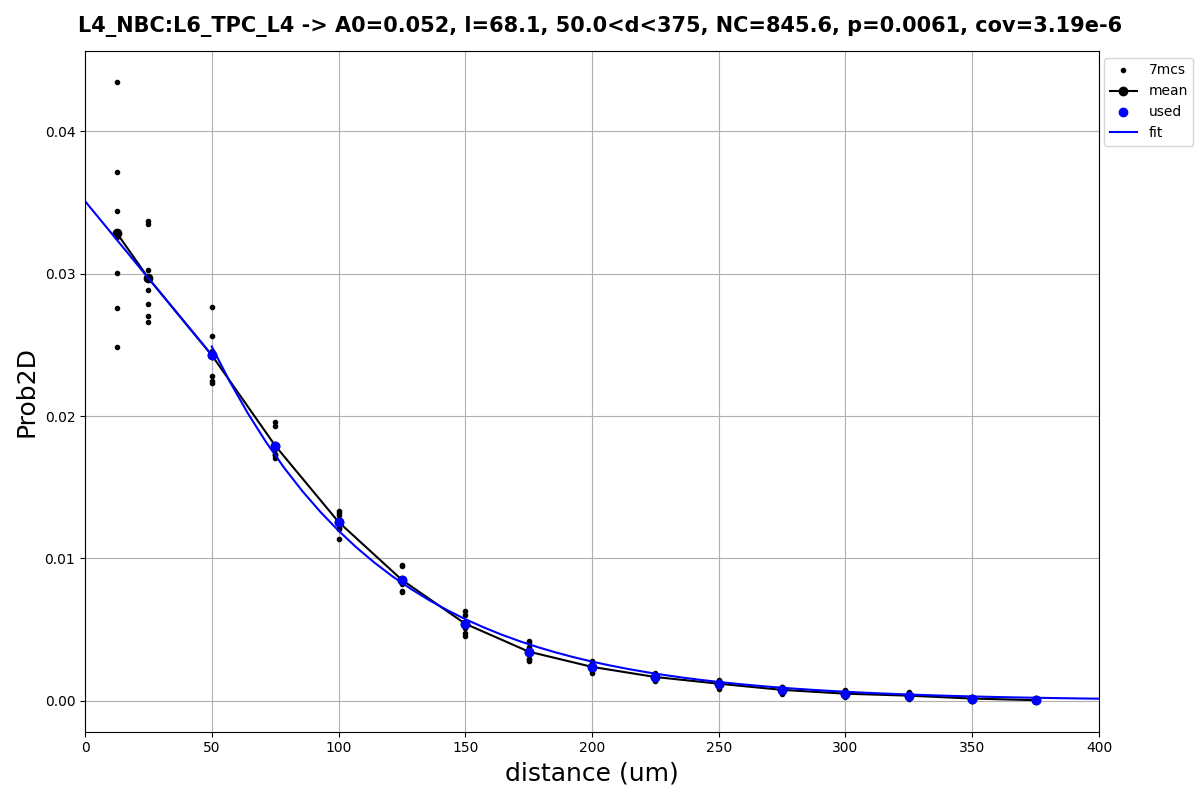 L4_NBC:L6_TPC_L4 -> A0=0.052, l=68.1, 50.0<d<375, NC=845.6, p=0.0061, cov=3.19e-6
7mcs
mean
used
fit
Prob2D
0.04
0.03
0.02
0.01
0.00
0 50 100 150 200 250 300 350 400
distance (um)